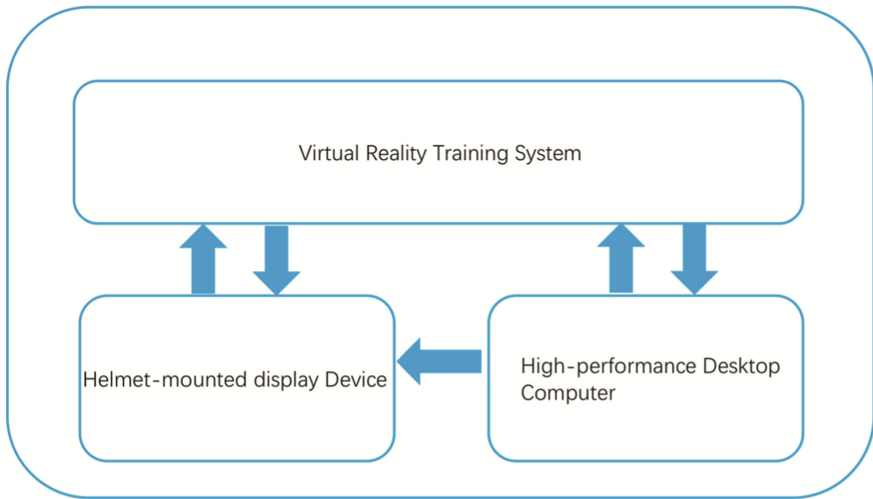 Virtual Reality Training System
Helmet-mounted display Device
High-performance Desktop
Computer